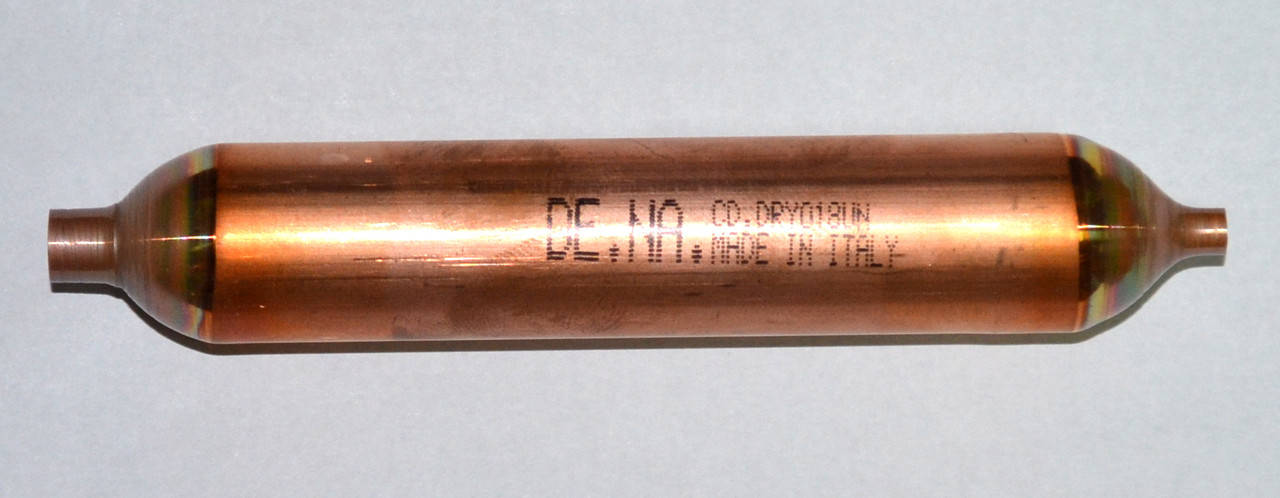 DE.NA. CO.DRY018UN
MADE IN ITALY